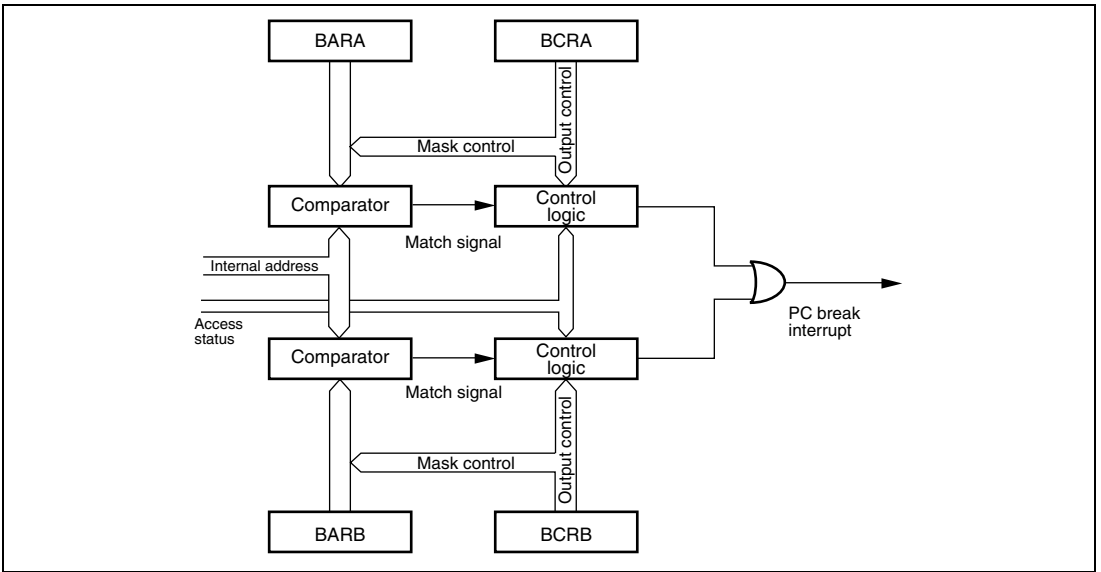 BARA
BCRA
Output control
Mask control
Comparator
Control
logic
Match signal
Internal address
Access
status
PC break
interrupt
Comparator
Control
logic
Match signal
Output control
Mask control
BARB
BCRB